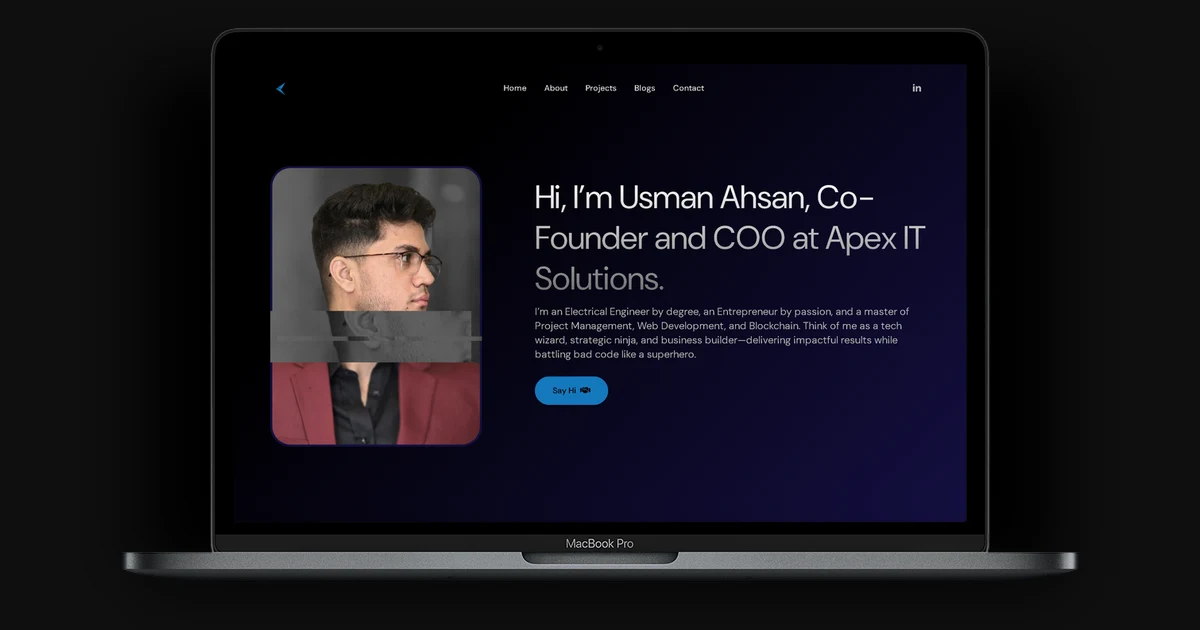 Home About Projects Blogs Contact in
Hi, I’m Usman Ahsan, Co-
Founder and COO at Apex IT
Solutions.
I’m an Electrical Engineer by degree, an Entrepreneur by passion, and a master of
Project Management, Web Development, and Blockchain. Think of me as a tech
wizard, strategic ninja, and business builder—delivering impactful results while
battling bad code like a superhero.
Say Hi
MacBook Pro